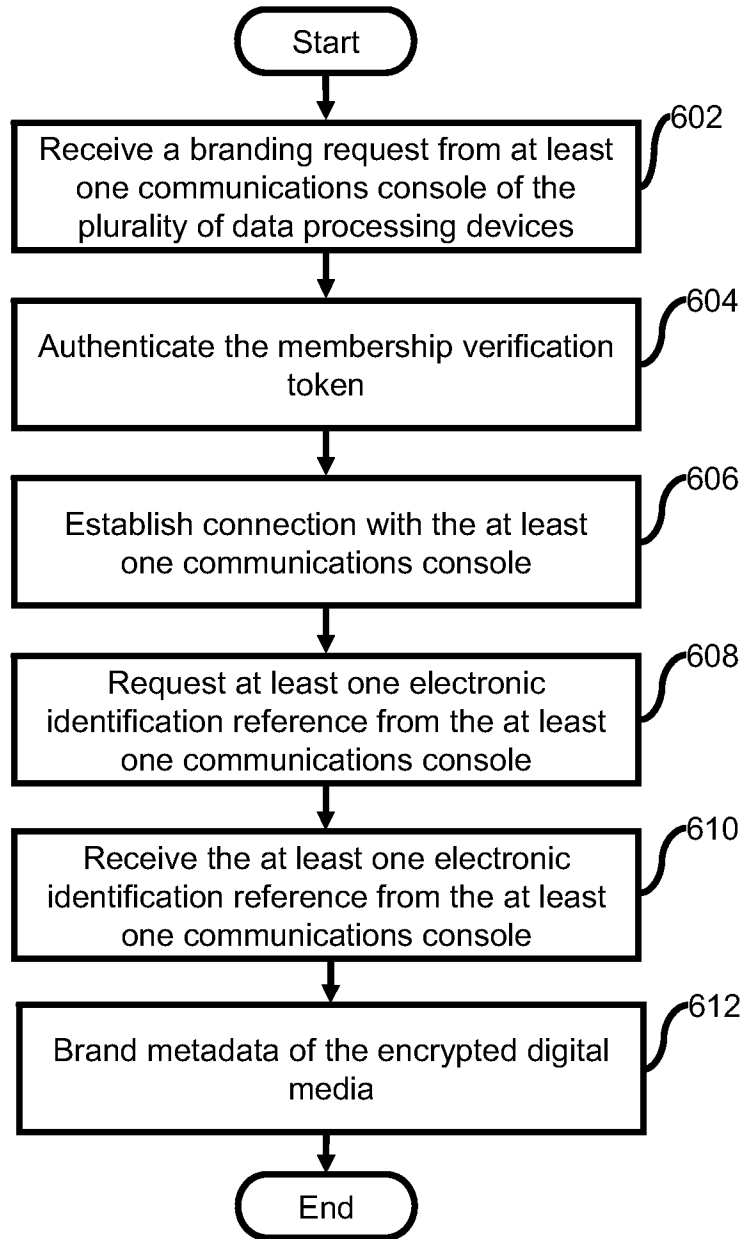 Start
602
Receive a branding request from at least
one communications console of the
plurality of data processing devices
604
Authenticate the membership verification
token
606
Establish connection with the at least
one communications console
608
Request at least one electronic
identification reference from the at least
one communications console
610
Receive the at least one electronic
identification reference from the at least
one communications console
612
Brand metadata of the encrypted digital
media
End